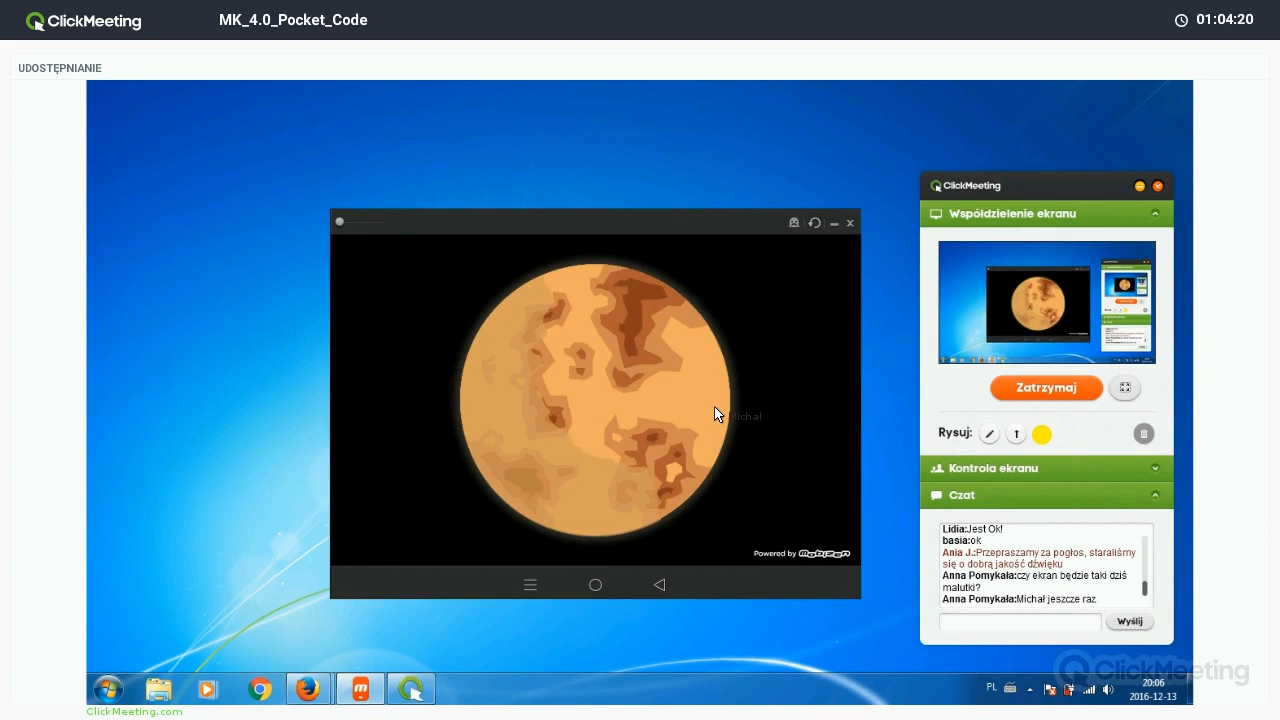 ClickMeeting
MK_4.0_Pocket_Code
01:04:20
UDOSTĘPNIANIE
ClickMeeting
Współdzielenie ekranu
Zatrzymaj
Rysuj:
Kontrola ekranu
Czat
Lidia:Jest Ok!
basia:ok
Ania J.:Przepraszamy za pogłos, staraliśmy
się o dobrą jakość dźwięku
Anna Pomykała:czy ekran będzie taki dziś
malutki?
Anna Pomykała:Michał jeszcze raz
Wyślij
Michal
Powered by mobizen
ClickMeeting
PL
20:06
2016-12-13
ClickMeeting.com